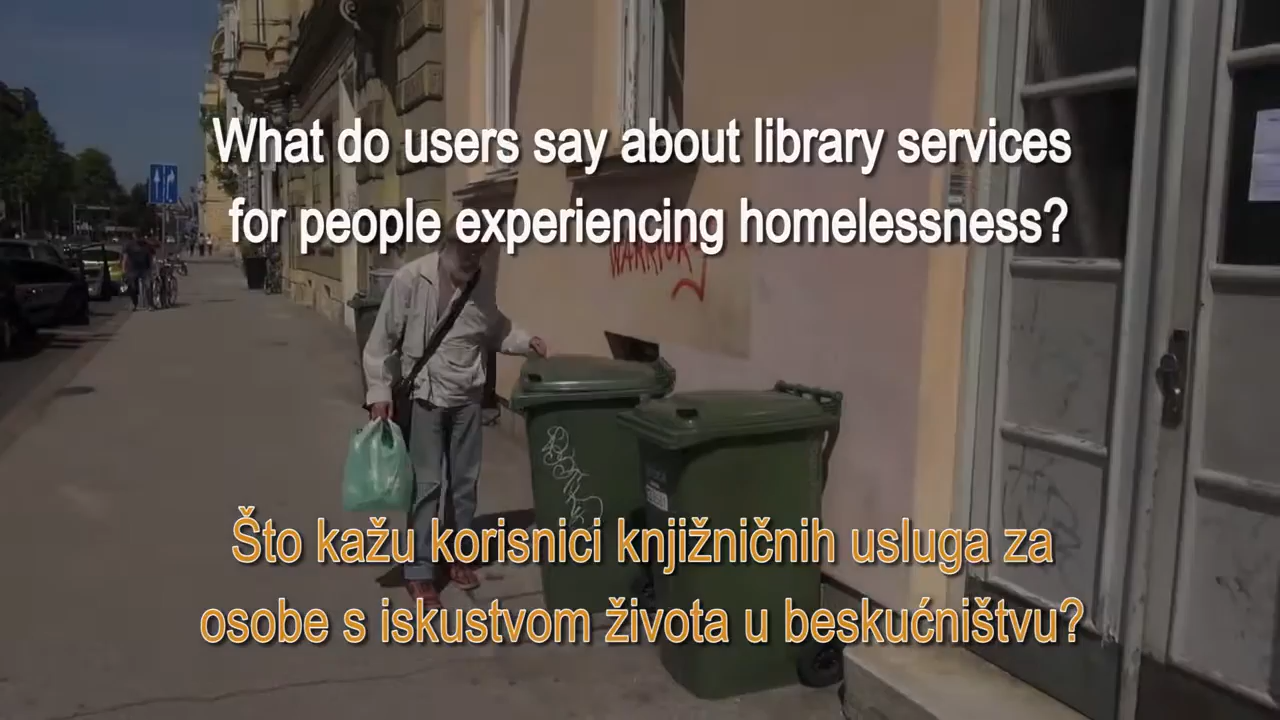 What do users say about library services
for people experiencing homelessness?
WARRIOR
Što kažu korisnici knjižničnih usluga za
osobe s iskustvom života u beskućništvu?